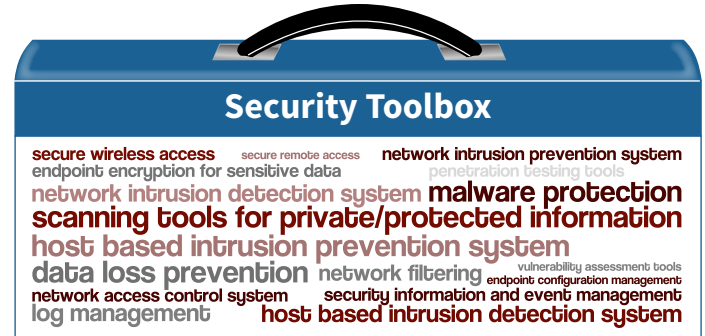 Security Toolbox
secure wireless access secure remote access network intrusion prevention system
endpoint encryption for sensitive data penetration testing tools
network intrusion detection system malware protection
scanning tools for private/protected information
host based intrusion prevention system
data loss prevention network filtering vulnerability assessment tools
endpoint configuration management
network access control system security information and event management
log management host based intrusion detection system